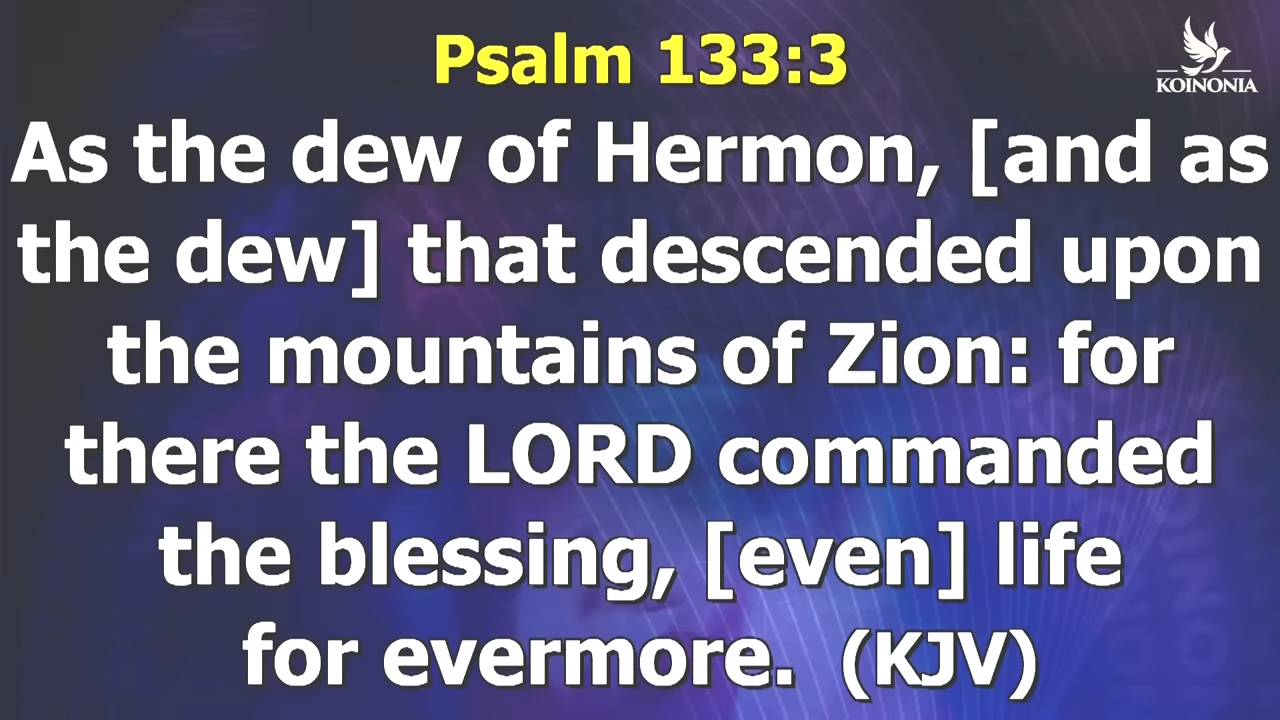 Psalm 133:3
KOINONIA
As the dew of Hermon, [and as
the dew] that descended upon
the mountains of Zion: for
there the LORD commanded
the blessing, [even] life
for evermore. (KJV)